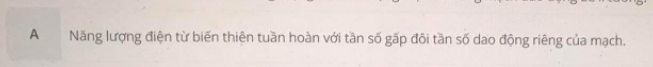 A Năng lượng điện từ biến thiên tuần hoàn với tần số gấp đôi tần số dao động riêng của mạch.